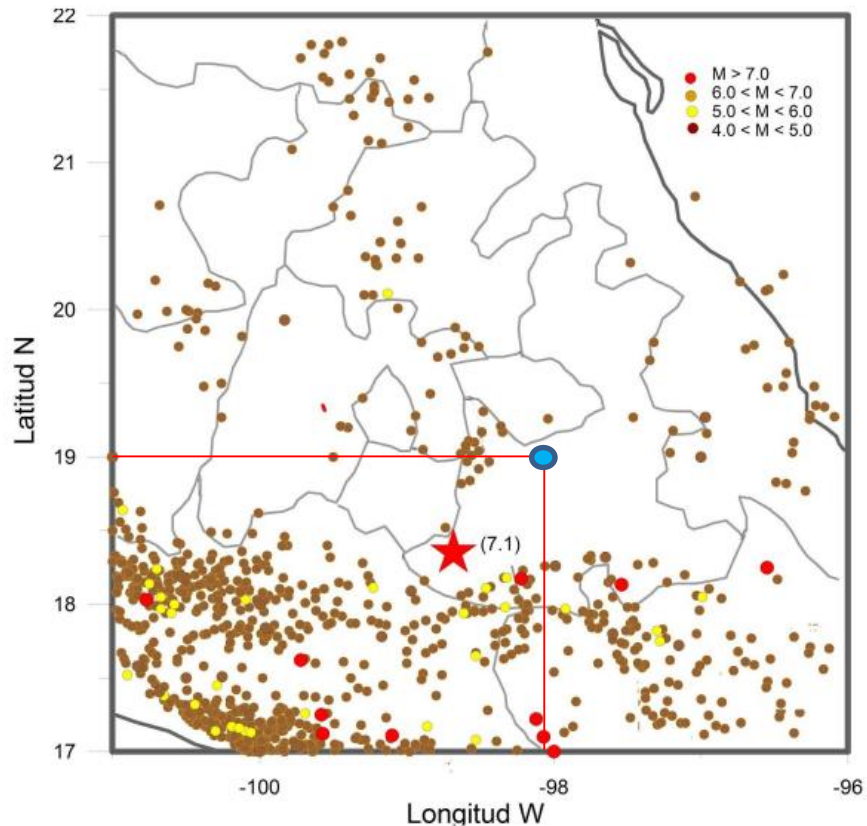 22
21
20
19
18
17
Latitud N
M > 7.0
6.0 < M < 7.0
5.0 < M < 6.0
4.0 < M < 5.0
(7.1)
-100
-98
-96
Longitud W